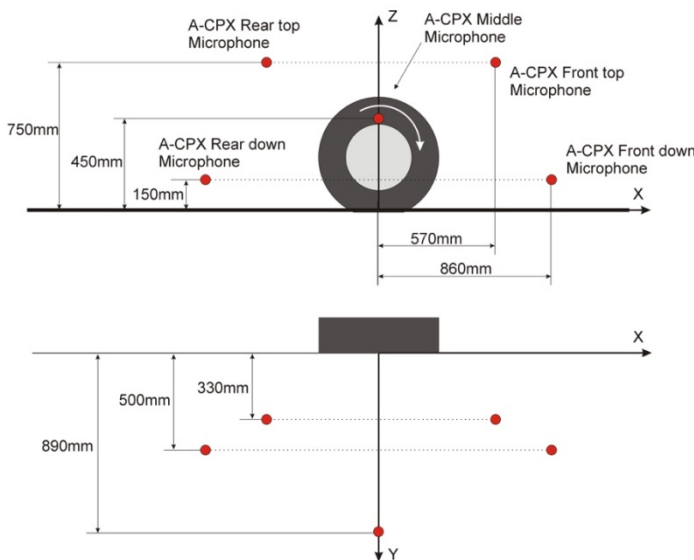 A-CPX Rear top
Microphone
Z
A-CPX Middle
Microphone
A-CPX Front top
Microphone
750mm
450mm
A-CPX Rear down
Microphone
A-CPX Front down
Microphone
150mm
X
570mm
860mm
X
330mm
500mm
890mm
Y